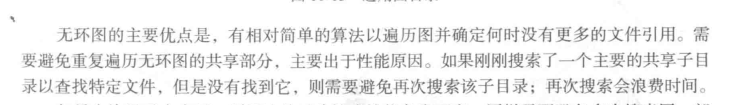 无环图的主要优点是，有相对简单的算法以遍历图并确定何时没有更多的文件引用。需
要避免重复遍历无环图的共享部分，主要出于性能原因。如果刚刚搜索了一个主要的共享子目
录以查找特定文件，但是没有找到它，则需要避免再次搜索该子目录；再次搜索会浪费时间。